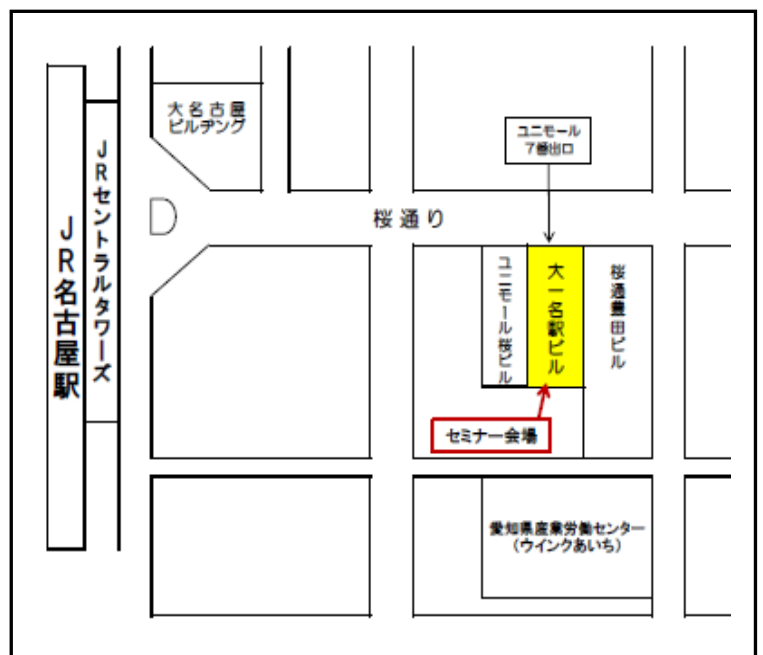 大名古屋
ビルヂング
ユニモール
7番出口
JRセントラルタワーズ
JR名古屋駅
桜通り
ユニモール桜ビル
大一名駅ビル
桜通豊田ビル
セミナー会場
愛知県産業労働センター
(ウインクあいち)